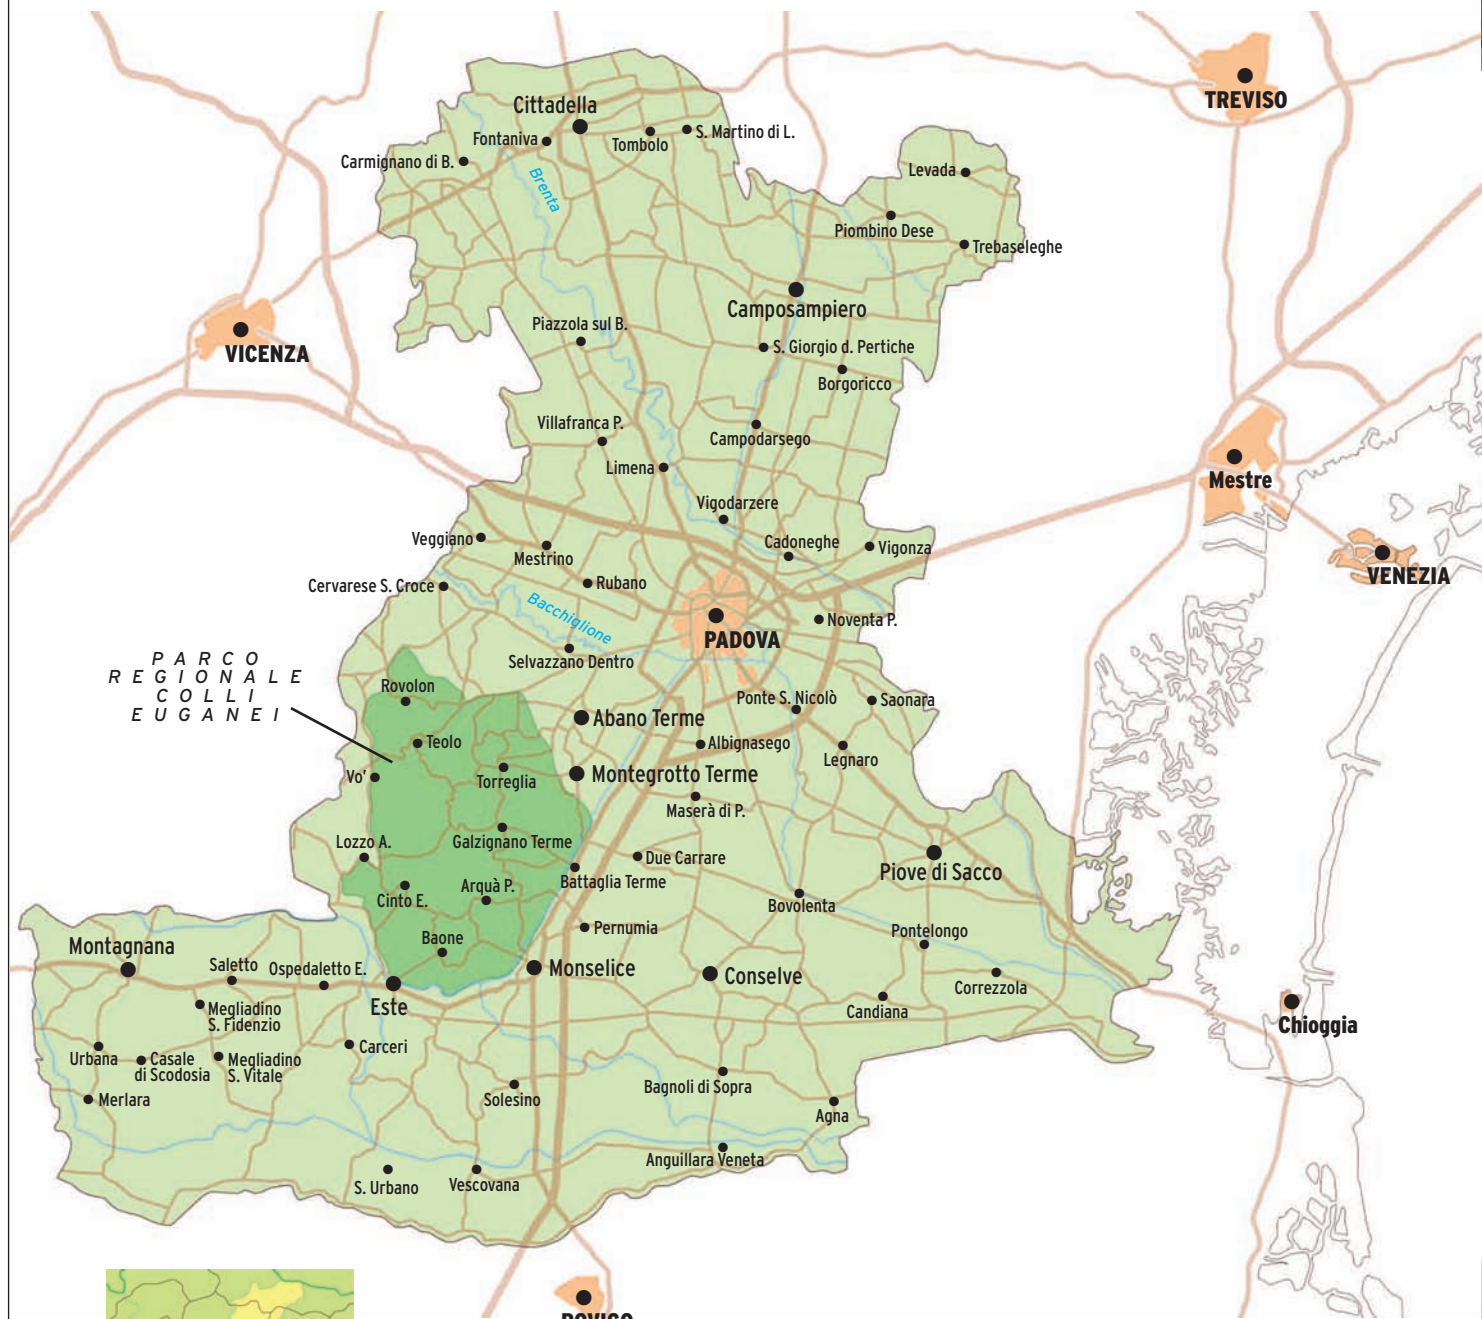 TREVISO
Cittadella
Fontaniva
Tombolo
S. Martino di L.
Carmignano di B.
Brenta
Levada
Piombino Dese
Trebaseleghe
Camposampiero
Piazzola sul B.
VICENZA
S. Giorgio d. Pertiche
Borgoricco
Villafranca P.
Campodarsego
Limena
Mestre
Vigodarzere
Veggiano
Mestrino
Cadoneghe
Vigonza
VENEZIA
Cervarese S. Croce
Rubano
Bacchiglione
Noventa P.
PADOVA
Selvazzano Dentro
PARCO
REGIONALE
COLLI
EUGANEI
Rovolon
Ponte S. Nicolò
Saonara
Abano Terme
Teolo
Albignasego
Legnaro
Vo'
Torreglia
Montegrotto Terme
Maserà di P.
Lozzo A.
Galzignano Terme
Due Carrare
Piove di Sacco
Battaglia Terme
Cinto E.
Arquà P.
Bovolenta
Pernumia
Pontelongo
Baone
Montagnana
Saletto
Ospedaletto E.
Monselice
Conselve
Correzzola
Este
Candiana
Megliadino
S. Fidenzio
Chioggia
Urbana
Casale
di Scodosia
Megliadino
S. Vitale
Carceri
Merlara
Solesino
Bagnoli di Sopra
Agna
Anguillara Veneta
S. Urbano
Vescovana
ROVIGO